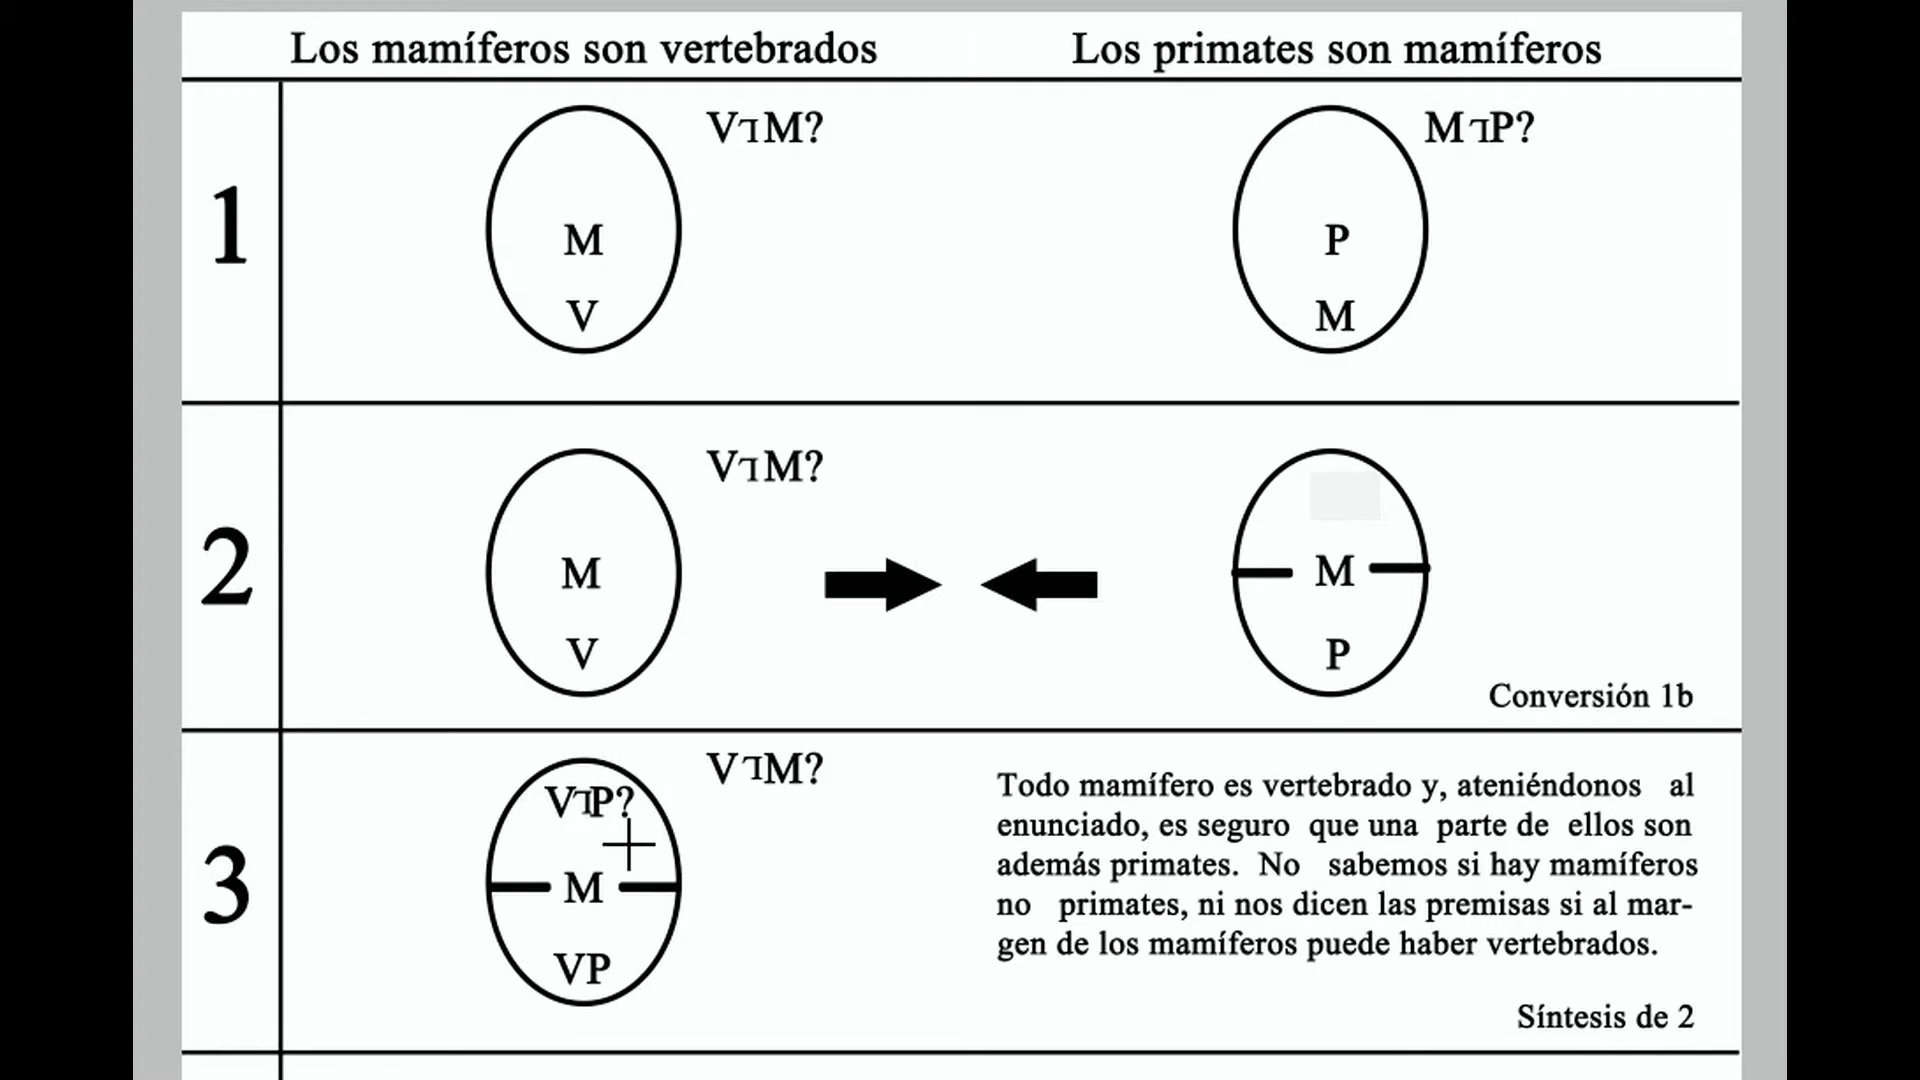 Los mamíferos son vertebrados
Los primates son mamíferos
1
V⅂M?
M
V
M⅂P?
P
M
2
V⅂M?
M
V
M
P
Conversión 1b
3
V⅂M?
V⅂P?
M
VP
Todo mamífero es vertebrado y, ateniéndonos al
enunciado, es seguro que una parte de ellos son
además primates. No sabemos si hay mamíferos
no primates, ni nos dicen las premisas si al mar-
gen de los mamíferos puede haber vertebrados.
Síntesis de 2